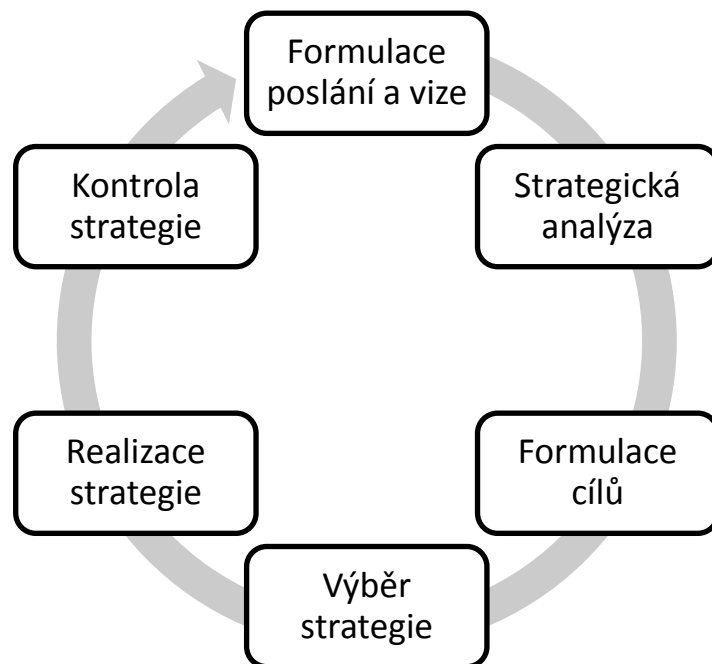 Formulace
poslání a vize
Strategická
analýza
Formulace
cílů
Výběr
strategie
Realizace
strategie
Kontrola
strategie